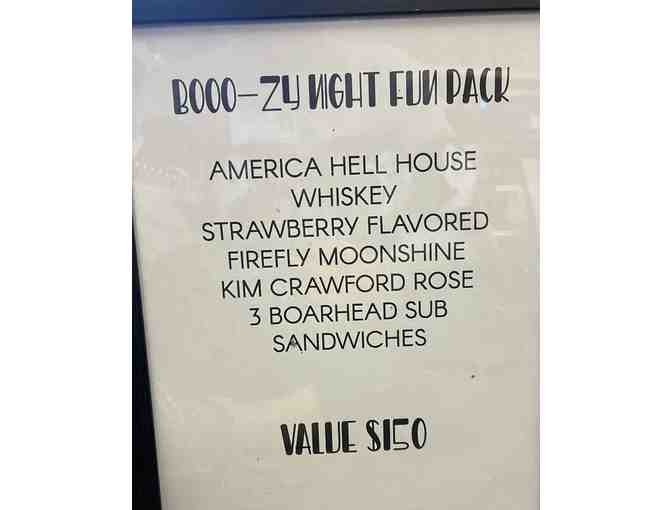 BOOO-ZY NIGHT FUN PACK
AMERICA HELL HOUSE
WHISKEY
STRAWBERRY FLAVORED
FIREFLY MOONSHINE
KIM CRAWFORD ROSE
3 BOARHEAD SUB
SANDWICHES
VALUE $150